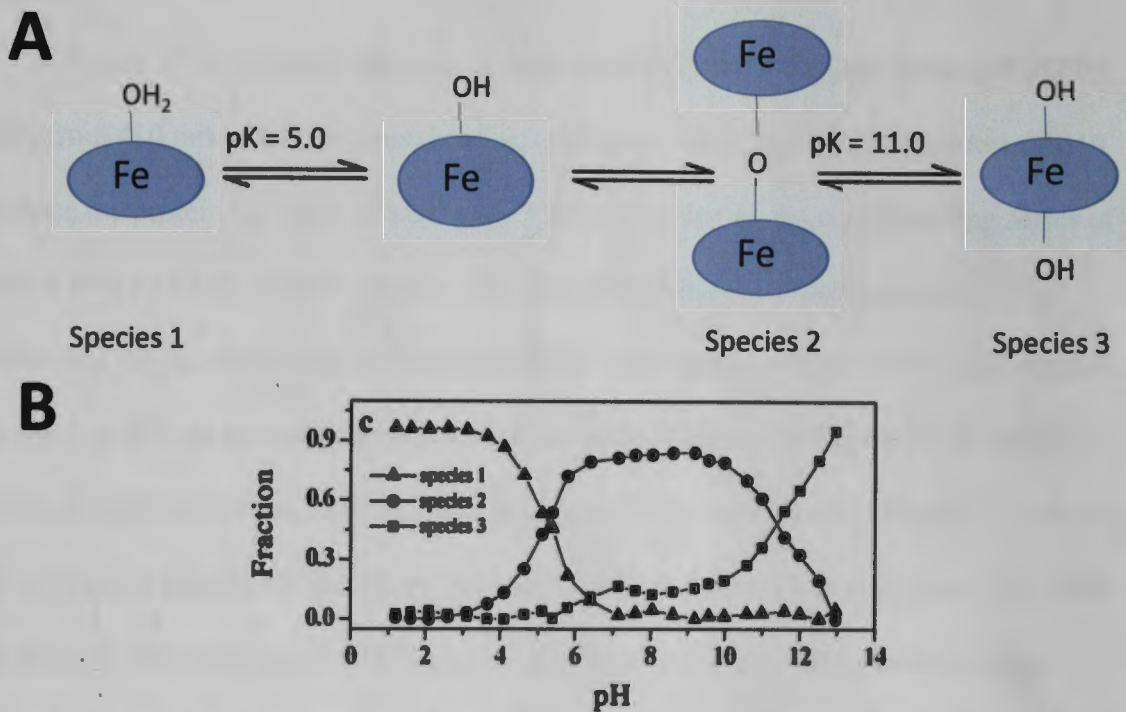 A
OH₂
Fe
pK = 5.0
OH
Fe
Fe
O
Fe
pK = 11.0
OH
Fe
OH
Species 1
Species 2
Species 3
B
c
species 1
species 2
species 3
Fraction
0.9
0.6
0.3
0.0
0 2 4 6 8 10 12 14
pH